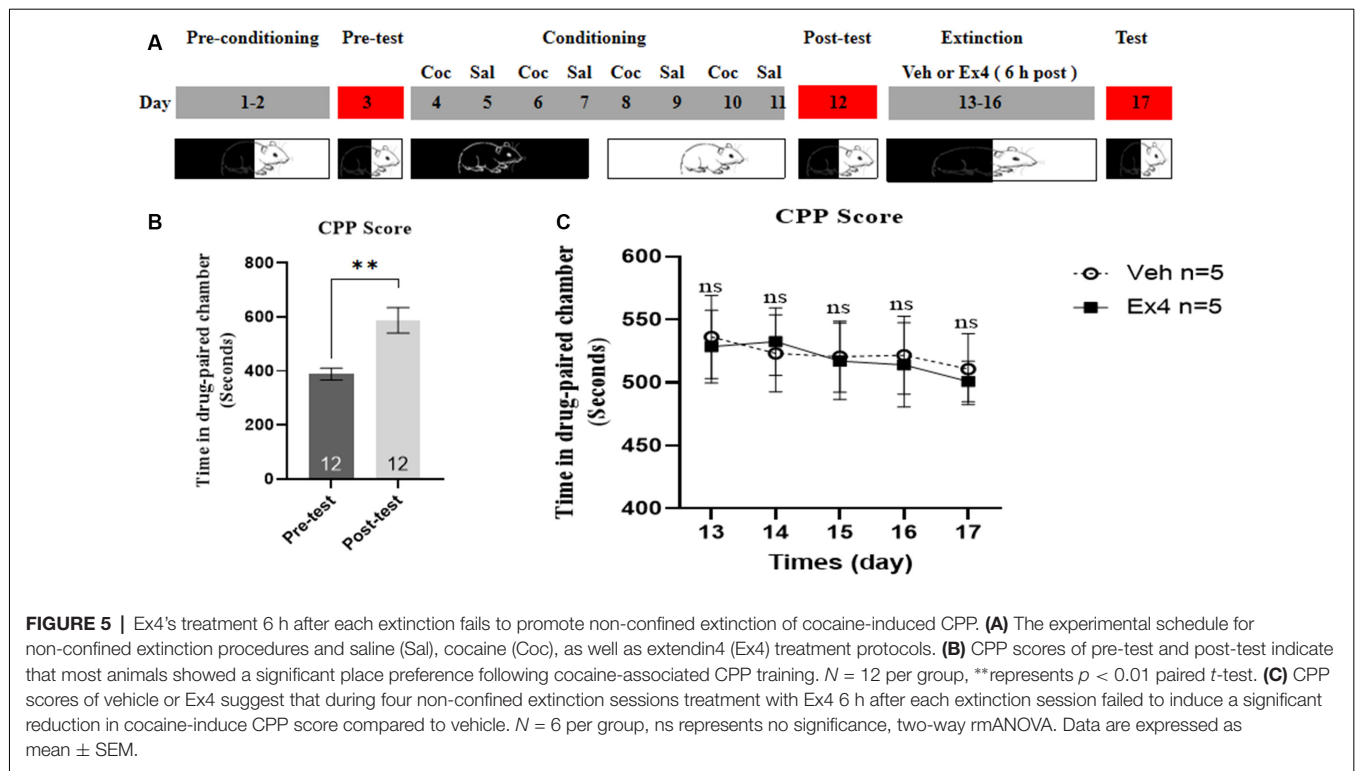 A
Pre-conditioning Pre-test Conditioning Post-test Extinction Test
Coc Sal Coc Sal Coc Sal Coc Sal Veh or Ex4 ( 6 h post )
Day 1-2 3 4 5 6 7 8 9 10 11 12 13-16 17
B
CPP Score
Time in drug-paired chamber
(Seconds)
800
600
400
200
0
**
12 12
Pre-test Post-test
C
CPP Score
Time in drug-paired chamber
(Seconds)
600
550
500
450
400
ns ns ns ns ns
13 14 15 16 17
Times (day)
Veh n=5
Ex4 n=5
FIGURE 5 | Ex4's treatment 6 h after each extinction fails to promote non-confined extinction of cocaine-induced CPP. (A) The experimental schedule for
non-confined extinction procedures and saline (Sal), cocaine (Coc), as well as extendin4 (Ex4) treatment protocols. (B) CPP scores of pre-test and post-test indicate
that most animals showed a significant place preference following cocaine-associated CPP training. N = 12 per group, **represents p < 0.01 paired t-test. (C) CPP
scores of vehicle or Ex4 suggest that during four non-confined extinction sessions treatment with Ex4 6 h after each extinction session failed to induce a significant
reduction in cocaine-induce CPP score compared to vehicle. N = 6 per group, ns represents no significance, two-way rmANOVA. Data are expressed as
mean ± SEM.